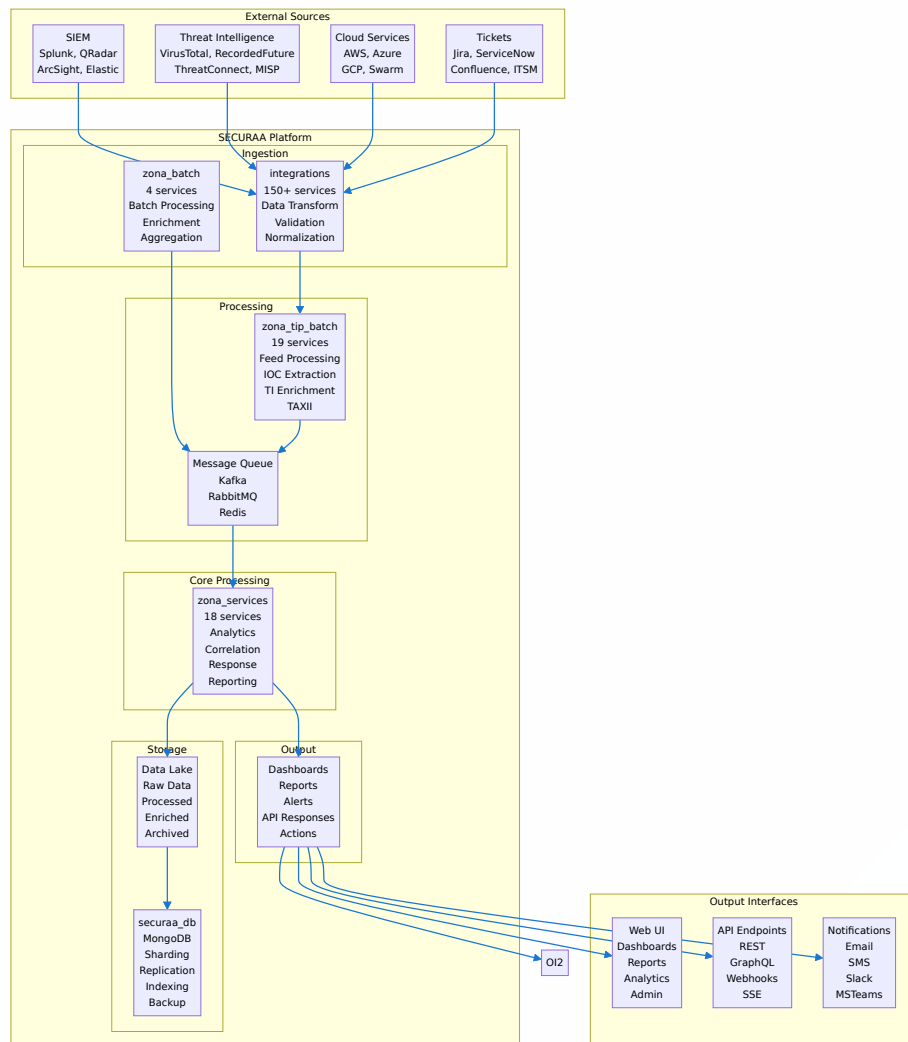 External Sources
SIEM
Splunk, QRadar
ArcSight, Elastic
Threat Intelligence
VirusTotal, RecordedFuture
ThreatConnect, MISP
Cloud Services
AWS, Azure
GCP, Swarm
Tickets
Jira, ServiceNow
Confluence, ITSM
SECURAA Platform
Ingestion
zona_batch
4 services
Batch Processing
Enrichment
Aggregation
integrations
150+ services
Data Transform
Validation
Normalization
Processing
zona_tip_batch
19 services
Feed Processing
IOC Extraction
TI Enrichment
TAXII
Message Queue
Kafka
RabbitMQ
Redis
Core Processing
zona_services
18 services
Analytics
Correlation
Response
Reporting
Storage
Data Lake
Raw Data
Processed
Enriched
Archived
securaa_db
MongoDB
Sharding
Replication
Indexing
Backup
Output
Dashboards
Reports
Alerts
API Responses
Actions
OI2
Output Interfaces
Web UI
Dashboards
Reports
Analytics
Admin
API Endpoints
REST
GraphQL
Webhooks
SSE
Notifications
Email
SMS
Slack
MSTeams